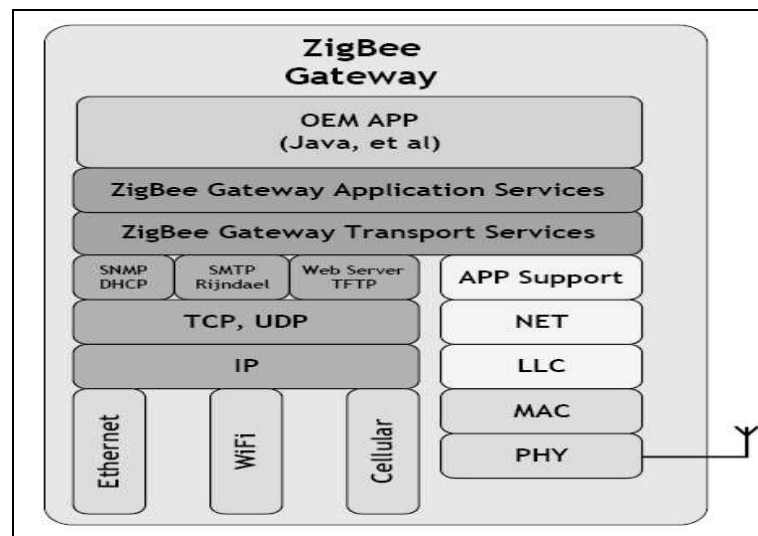 ZigBee
Gateway
OEM APP
(Java, et al)
ZigBee Gateway Application Services
ZigBee Gateway Transport Services
SNMP
DHCP
SMTP
Rijndael
Web Server
TFTP
TCP, UDP
IP
Ethernet
WiFi
Cellular
APP Support
NET
LLC
MAC
PHY